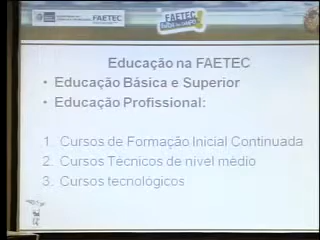 FAETEC
FAETEC
Educação na FAETEC
• Educação Básica e Superior
• Educação Profissional:
1. Cursos de Formação Inicial Continuada
2. Cursos Técnicos de nível médio
3. Cursos tecnológicos